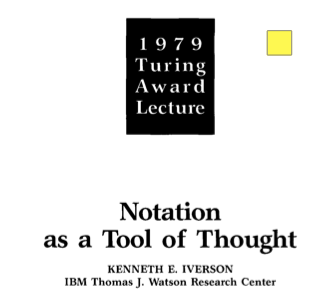 1979
Turing
Award
Lecture
Notation
as a Tool of Thought
KENNETH E. IVERSON
IBM Thomas J. Watson Research Center